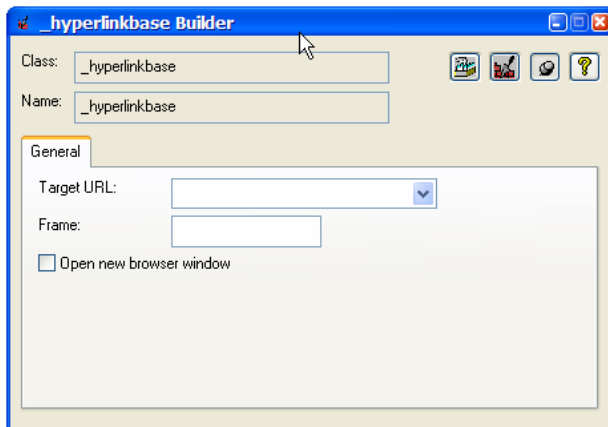 _hyperlinkbase Builder
Class: _hyperlinkbase
Name: _hyperlinkbase
General
Target URL:
Frame:
Open new browser window